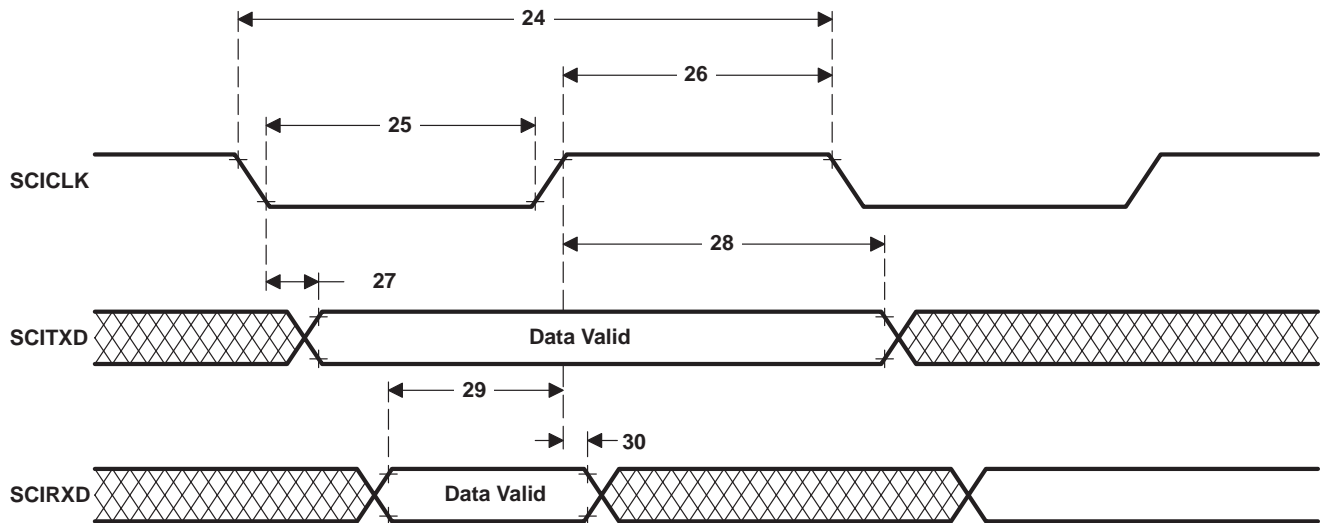 24
26
25
SCICLK
28
27
SCITXD
Data Valid
29
30
SCIRXD
Data Valid